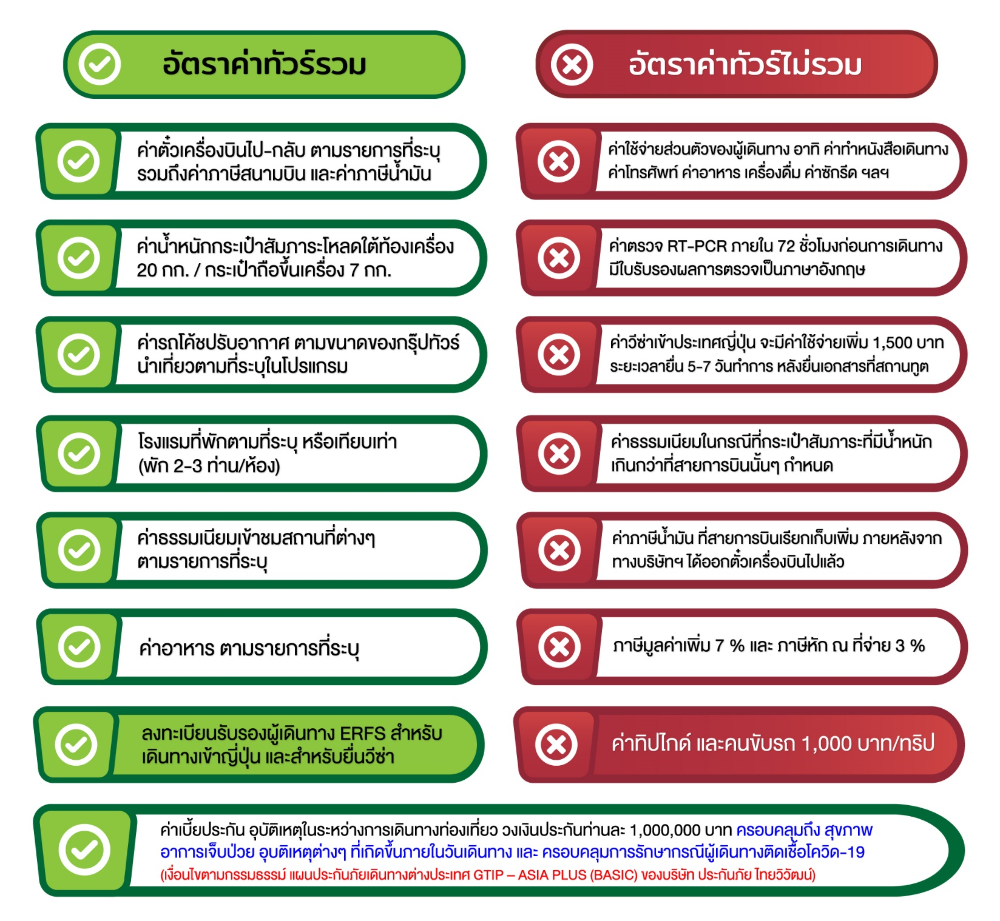 อัตราค่าทัวร์รวม
ค่าตั๋วเครื่องบินไป-กลับ ตามรายการที่ระบุ
รวมถึงค่าภาษีสนามบิน และค่าภาษีน้ำมัน
ค่าน้ำหนักกระเป๋าสัมภาระโหลดใต้ท้องเครื่อง
20 กก. / กระเป๋าถือขึ้นเครื่อง 7 กก.
ค่ารถโค้ชปรับอากาศ ตามขนาดของกรุ๊ปทัวร์
นำเที่ยวตามที่ระบุในโปรแกรม
โรงแรมที่พักตามที่ระบุ หรือเทียบเท่า
(พัก 2-3 ท่าน/ห้อง)
ค่าธรรมเนียมเข้าชมสถานที่ต่างๆ
ตามรายการที่ระบุ
ค่าอาหาร ตามรายการที่ระบุ
ลงทะเบียนรับรองผู้เดินทาง ERFS สำหรับ
เดินทางเข้าญี่ปุ่น และสำหรับยื่นวีซ่า
อัตราค่าทัวร์ไม่รวม
ค่าใช้จ่ายส่วนตัวของผู้เดินทาง อาทิ ค่าทำหนังสือเดินทาง
ค่าโทรศัพท์ ค่าอาหาร เครื่องดื่ม ค่าซักรีด ฯลฯ
ค่าตรวจ RT-PCR ภายใน 72 ชั่วโมงก่อนการเดินทาง
มีใบรับรองผลการตรวจเป็นภาษาอังกฤษ
ค่าวีซ่าเข้าประเทศญี่ปุ่น จะมีค่าใช้จ่ายเพิ่ม 1,500 บาท
ระยะเวลายื่น 5-7 วันทำการ หลังยื่นเอกสารที่สถานทูต
ค่าธรรมเนียมในกรณีที่กระเป๋าสัมภาระที่มีน้ำหนัก
เกินกว่าที่สายการบินนั้นๆ กำหนด
ค่าภาษีน้ำมัน ที่สายการบินเรียกเก็บเพิ่ม ภายหลังจาก
ทางบริษัทฯ ได้ออกตั๋วเครื่องบินไปแล้ว
ภาษีมูลค่าเพิ่ม 7 % และ ภาษีหัก ณ ที่จ่าย 3 %
ค่าทิปไกด์ และคนขับรถ 1,000 บาท/ทริป
ค่าเบี้ยประกัน อุบัติเหตุในระหว่างการเดินทางท่องเที่ยว วงเงินประกันท่านละ 1,000,000 บาท ครอบคลุมถึง สุขภาพ
อาการเจ็บป่วย อุบติเหตุต่างๆ ที่เกิดขึ้นภายในวันเดินทาง และ ครอบคลุมการรักษากรณีผู้เดินทางติดเชื้อโควิด-19
(เงื่อนไขตามกรรมธรรม์ แผนประกันภัยเดินทางต่างประเทศ GTIP – ASIA PLUS (BASIC) ของบริษัท ประกันภัย ไทยวิวัฒน์)